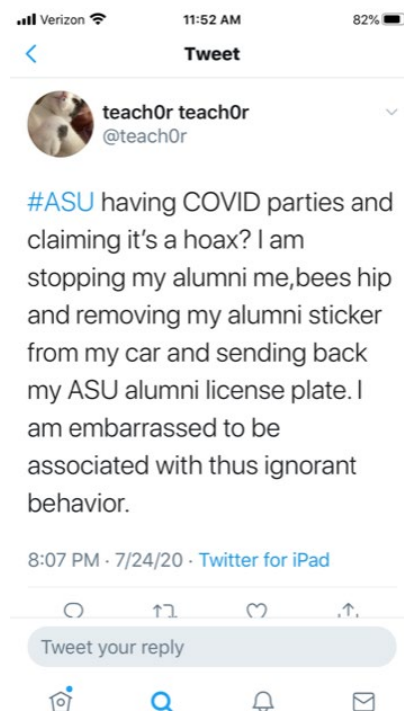 Verizon 11:52 AM 82%
Tweet
teach0r teach0r
@teach0r
#ASU having COVID parties and
claiming it's a hoax? I am
stopping my alumni me,bees hip
and removing my alumni sticker
from my car and sending back
my ASU alumni license plate. I
am embarrassed to be
associated with thus ignorant
behavior.
8:07 PM · 7/24/20 · Twitter for iPad
Tweet your reply